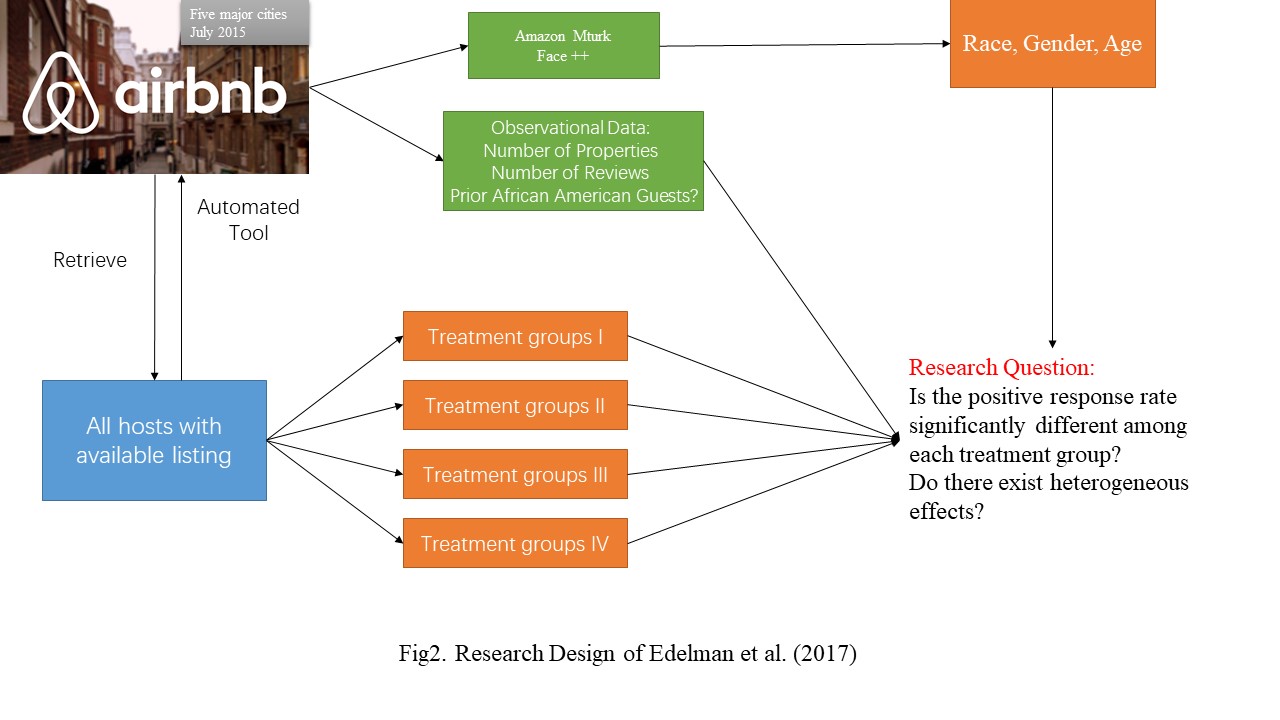 Five major cities
July 2015
airbnb
Amazon Mturk
Face ++
Race, Gender, Age
Observational Data:
Number of Properties
Number of Reviews
Prior African American Guests?
Automated
Tool
Retrieve
Treatment groups I
Treatment groups II
Treatment groups III
Treatment groups IV
All hosts with
available listing
Research Question:
Is the positive response rate
significantly different among
each treatment group?
Do there exist heterogeneous
effects?
Fig2. Research Design of Edelman et al. (2017)